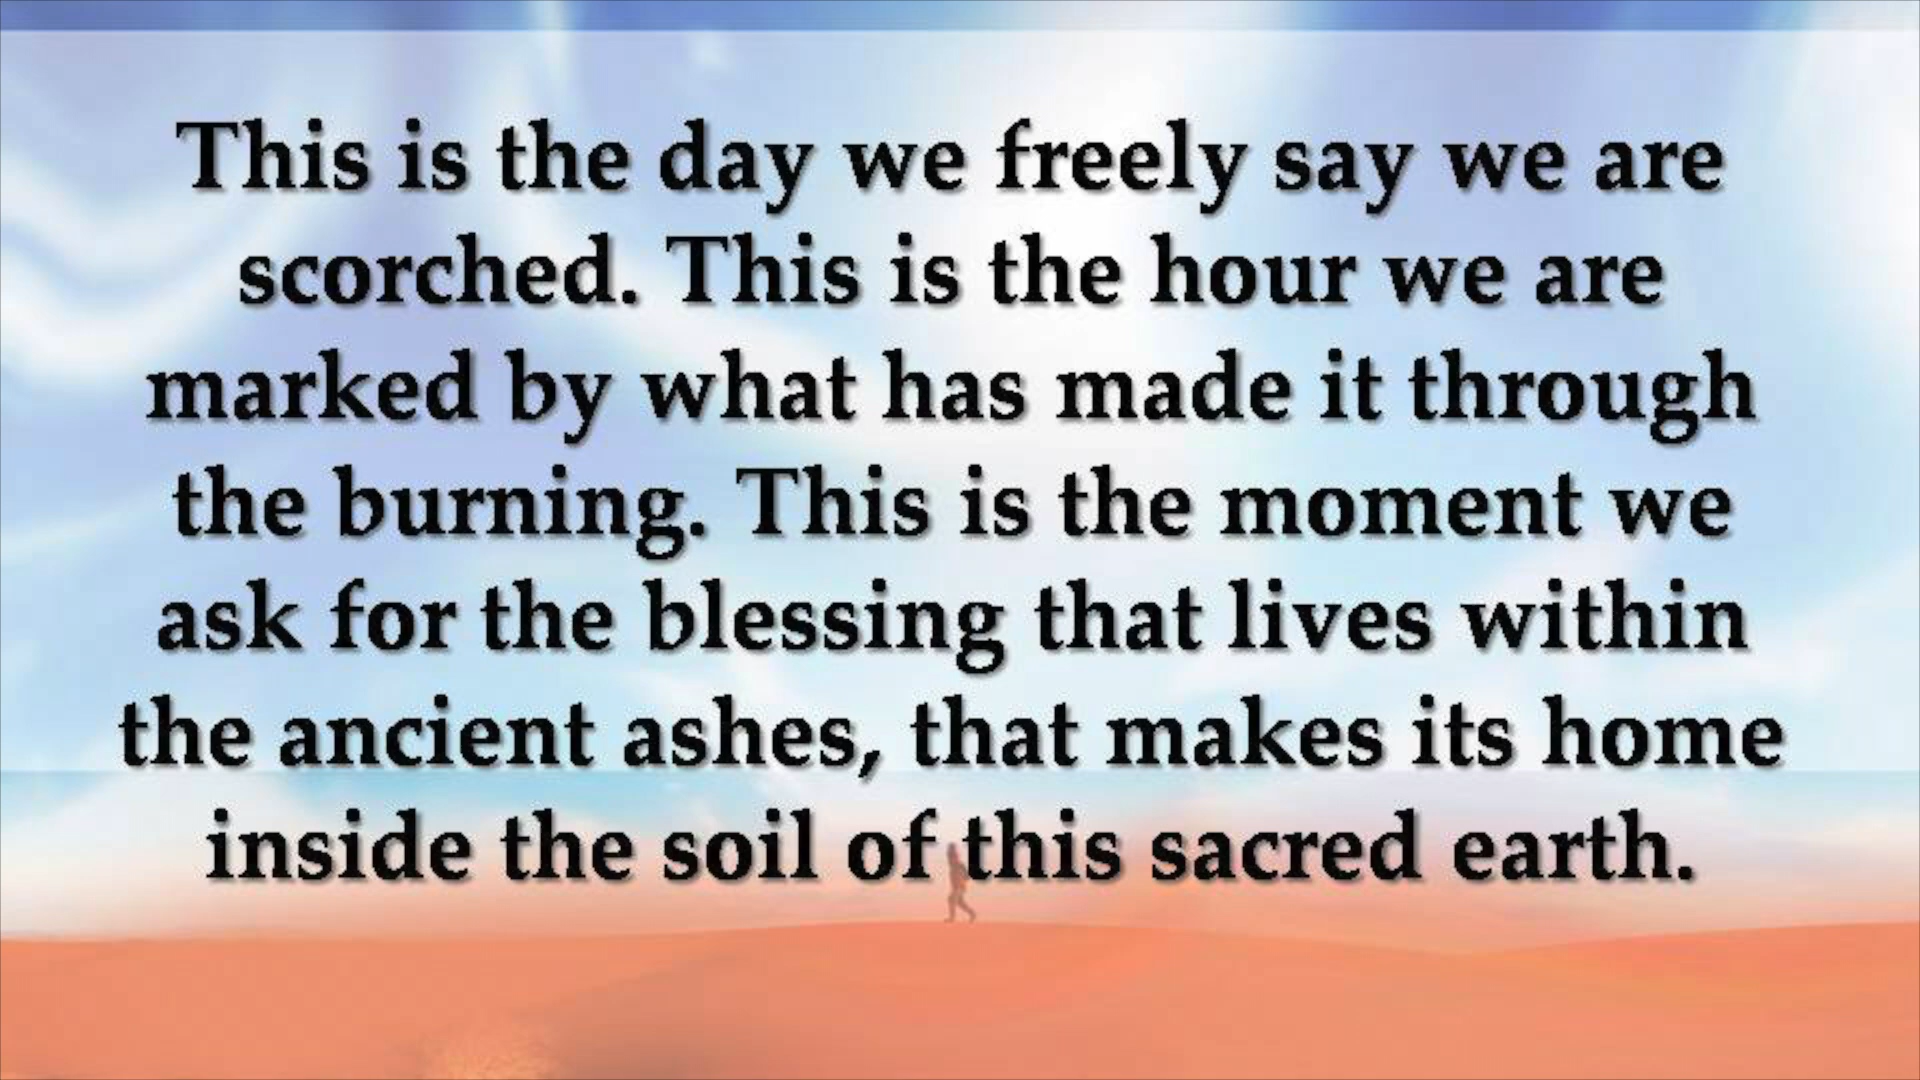 This is the day we freely say we are
scorched. This is the hour we are
marked by what has made it through
the burning. This is the moment we
ask for the blessing that lives within
the ancient ashes, that makes its home
inside the soil of this sacred earth.